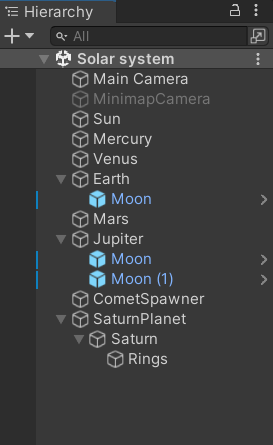 Hierarchy
All
Solar system
Main Camera
MinimapCamera
Sun
Mercury
Venus
Earth
Moon
Mars
Jupiter
Moon
Moon (1)
CometSpawner
SaturnPlanet
Saturn
Rings